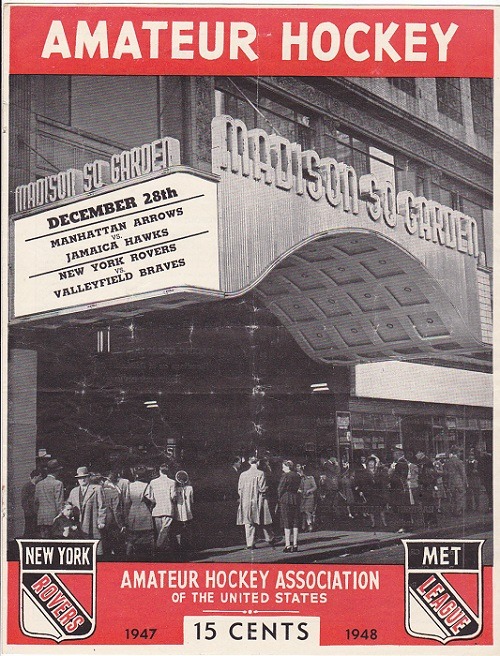 AMATEUR HOCKEY
MADISON SQ GARDEN
MADISON SQ GARDEN
DECEMBER 28th
MANHATTAN ARROWS
VS.
JAMAICA HAWKS
NEW YORK ROVERS
VS.
VALLEYFIELD BRAVES
NEW YORK
ROVERS
AMATEUR HOCKEY ASSOCIATION
OF THE UNITED STATES
MET
LEAGUE
1947
15 CENTS
1948